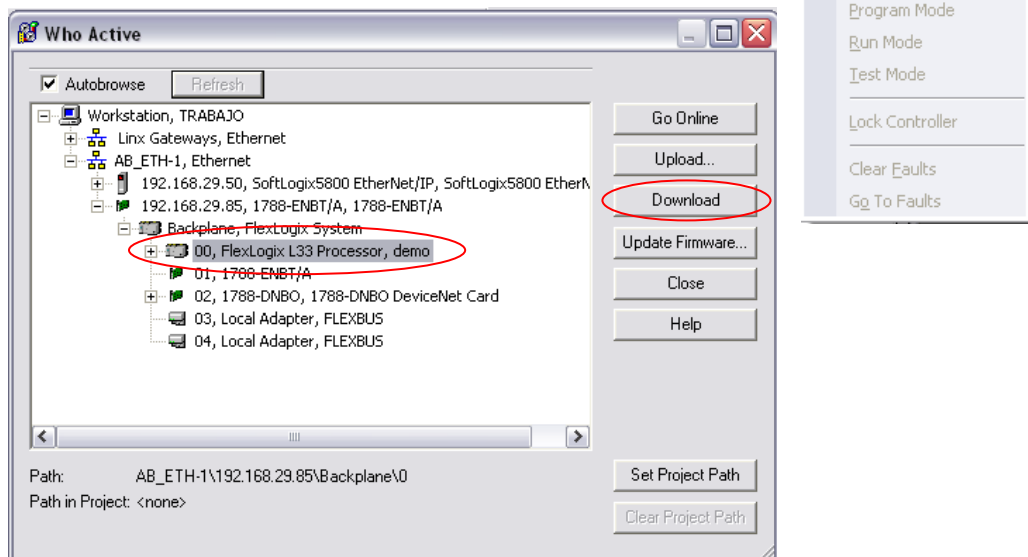 Who Active
Autobrowse
Refresh
Workstation, TRABAJO
Linx Gateways, Ethernet
AB_ETH-1, Ethernet
192.168.29.50, SoftLogix5800 EtherNet/IP, SoftLogix5800 EtherN
192.168.29.85, 1788-ENBT/A, 1788-ENBT/A
Backplane, FlexLogix System
00, FlexLogix L33 Processor, demo
01, 1788-ENBT/A
02, 1788-DNBO, 1788-DNBO DeviceNet Card
03, Local Adapter, FLEXBUS
04, Local Adapter, FLEXBUS
Go Online
Upload...
Download
Update Firmware...
Close
Help
Path: AB_ETH-1\192.168.29.85\Backplane\0
Path in Project: <none>
Set Project Path
Clear Project Path
Program Mode
Run Mode
Test Mode
Lock Controller
Clear Faults
Go To Faults